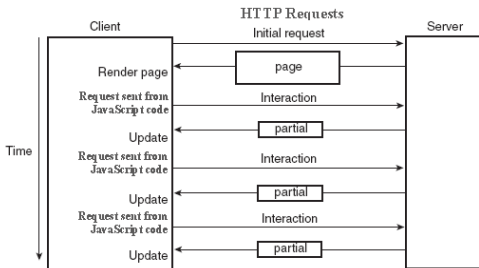 HTTP Requests
Client
Server
Initial request
page
Render page
Request sent from
JavaScript code
Interaction
partial
Update
Time
Request sent from
JavaScript code
Interaction
partial
Update
Request sent from
JavaScript code
Interaction
partial
Update